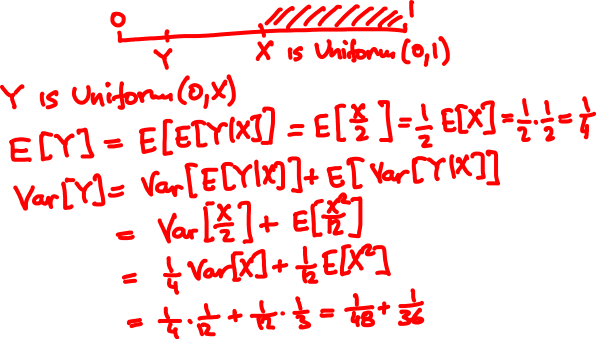 0 1
Y X is Uniform(0,1)
Y is Uniform(0,X)
E[Y] = E[E[Y|X]] = E[X/2] = 1/2 E[X] = 1/2 · 1/2 = 1/4
Var[Y] = Var[E[Y|X]] + E[Var[Y|X]]
= Var[X/2] + E[X²/12]
= 1/4 Var[X] + 1/12 E[X²]
= 1/4 · 1/12 + 1/12 · 1/3 = 1/48 + 1/36